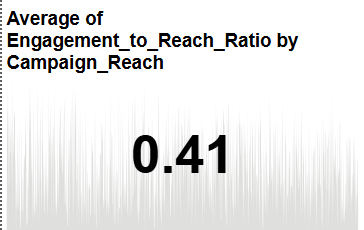 Average of
Engagement_to_Reach_Ratio by
Campaign_Reach
0.41